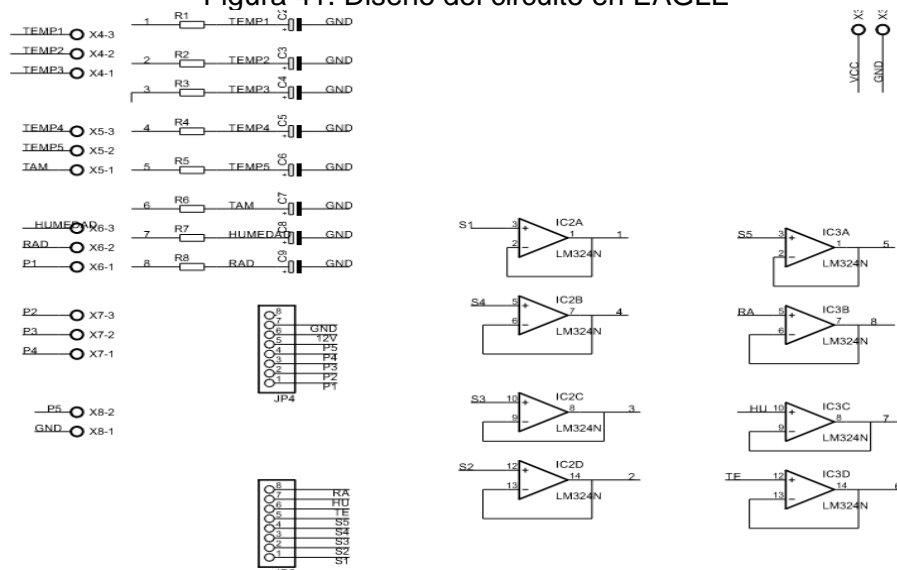 Figura 41. Diseño del circuito en EAGLE
TEMP1 X4-3
TEMP2 X4-2
TEMP3 X4-1
TEMP4 X5-3
TEMP5 X5-2
TAM X5-1
HUMEDAD X6-3
RAD X6-2
P1 X6-1
P2 X7-3
P3 X7-2
P4 X7-1
P5 X8-2
GND X8-1
1 R1 TEMP1 C2 + GND
2 R2 TEMP2 C3 + GND
3 R3 TEMP3 C4 + GND
4 R4 TEMP4 C5 + GND
5 R5 TEMP5 C6 + GND
6 R6 TAM C7 + GND
7 R7 HUMEDAD C8 + GND
8 R8 RAD C9 + GND
8
7 GND
6 12V
5 P5
4 P4
3 P3
2 P2
1 P1
JP4
8 RA
7 HU
6 TE
5 S5
4 S4
3 S3
2 S2
1 S1
VCC
GND
IC2A
S1 3 + 1 1
2 -
LM324N
IC2B
S4 5 + 7 4
6 -
LM324N
IC2C
S3 10 + 8 3
9 -
LM324N
IC2D
S2 12 + 14 2
13 -
LM324N
IC3A
S5 3 + 1 5
2 -
LM324N
IC3B
RA 5 + 7 8
6 -
LM324N
IC3C
HU 10 + 8 7
9 -
LM324N
IC3D
TE 12 + 14 6
13 -
LM324N